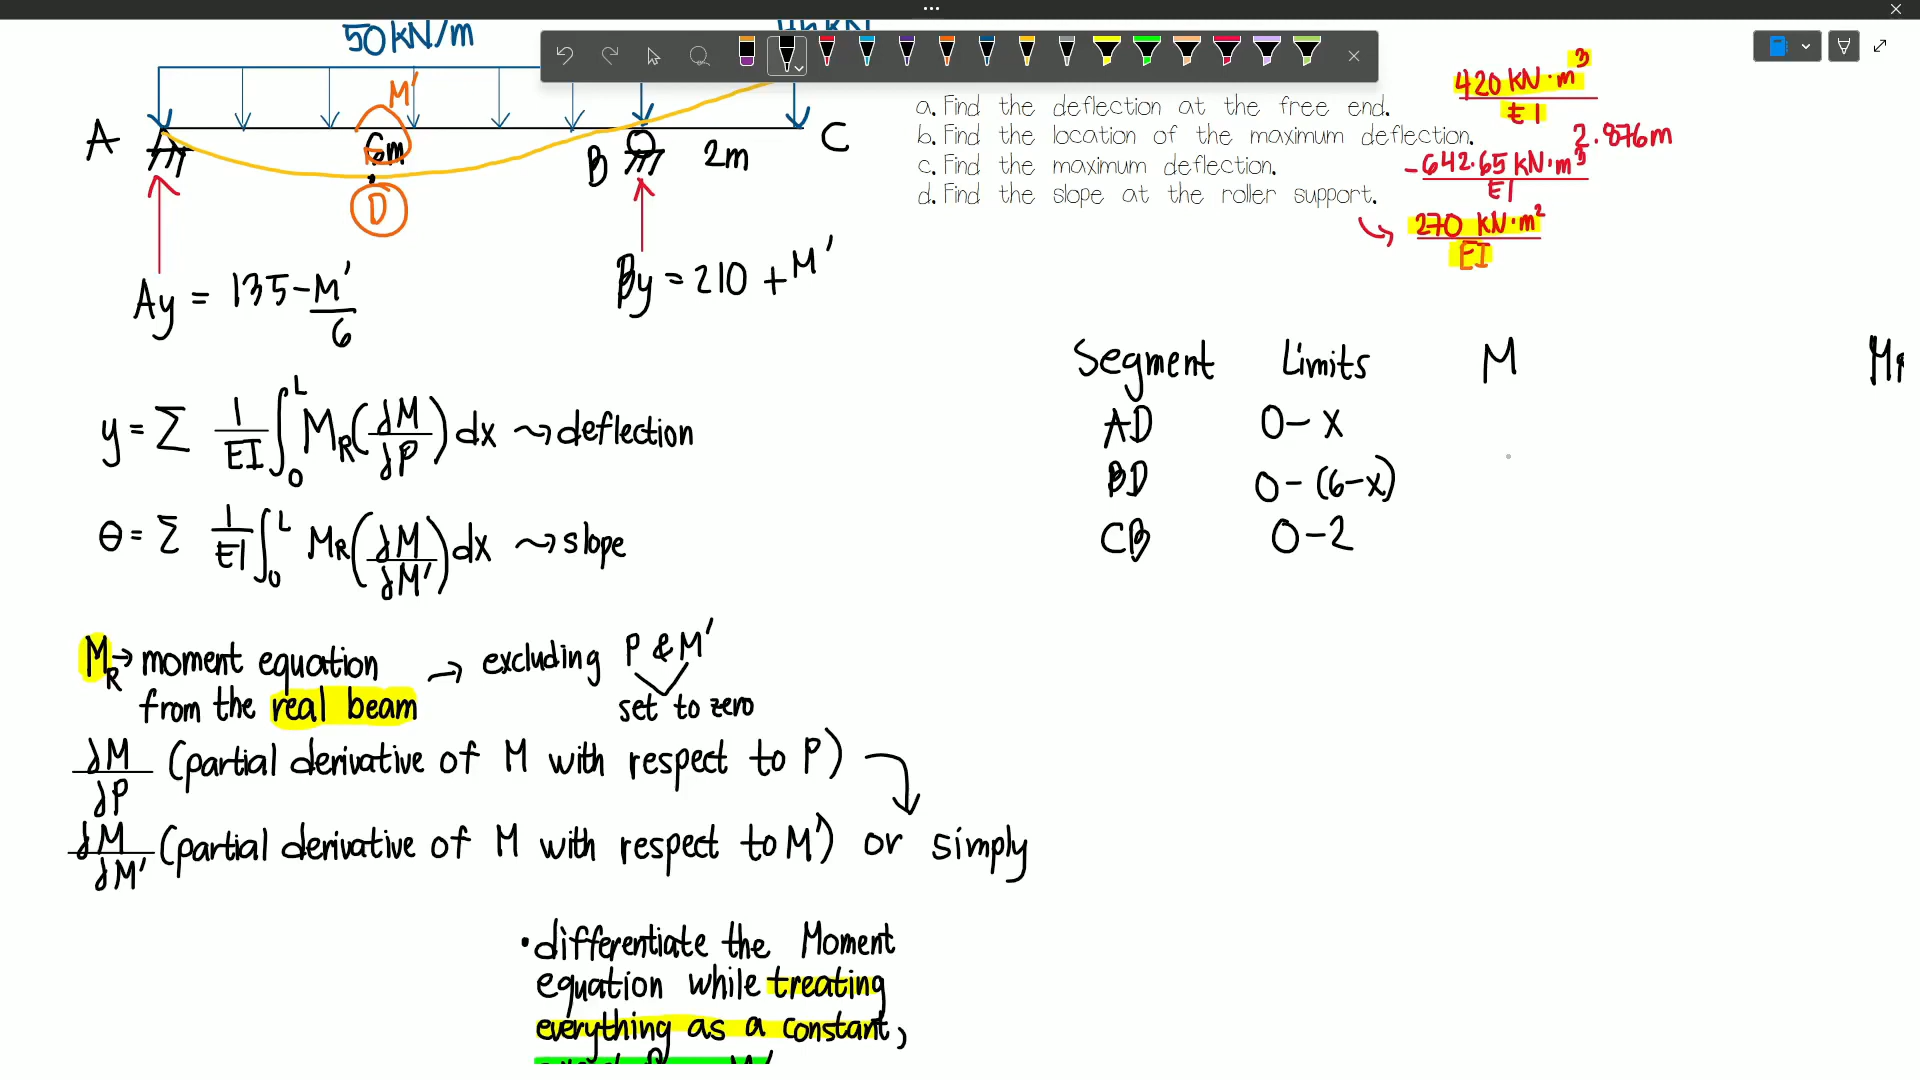 50 kN/m
M'
A
6m
B
2m
C
D
Ay = 135 - M'/6
By = 210 + M'
a. Find the deflection at the free end.
420 kN·m³/EI
b. Find the location of the maximum deflection.
2.876m
c. Find the maximum deflection.
-642.65 kN·m³/EI
d. Find the slope at the roller support.
270 kN·m²/EI
y = Σ 1/EI ∫₀ᴸ M_R (∂M/∂P) dx ⇝ deflection
θ = Σ 1/EI ∫₀ᴸ M_R (∂M/∂M') dx ⇝ slope
Segment Limits M
AD 0 - x
BD 0 - (6-x)
CB 0 - 2
M_R → moment equation → excluding P & M'
from the real beam
set to zero
∂M/∂P (partial derivative of M with respect to P)
∂M/∂M' (partial derivative of M with respect to M') or simply
• differentiate the Moment
equation while treating
everything as a constant,